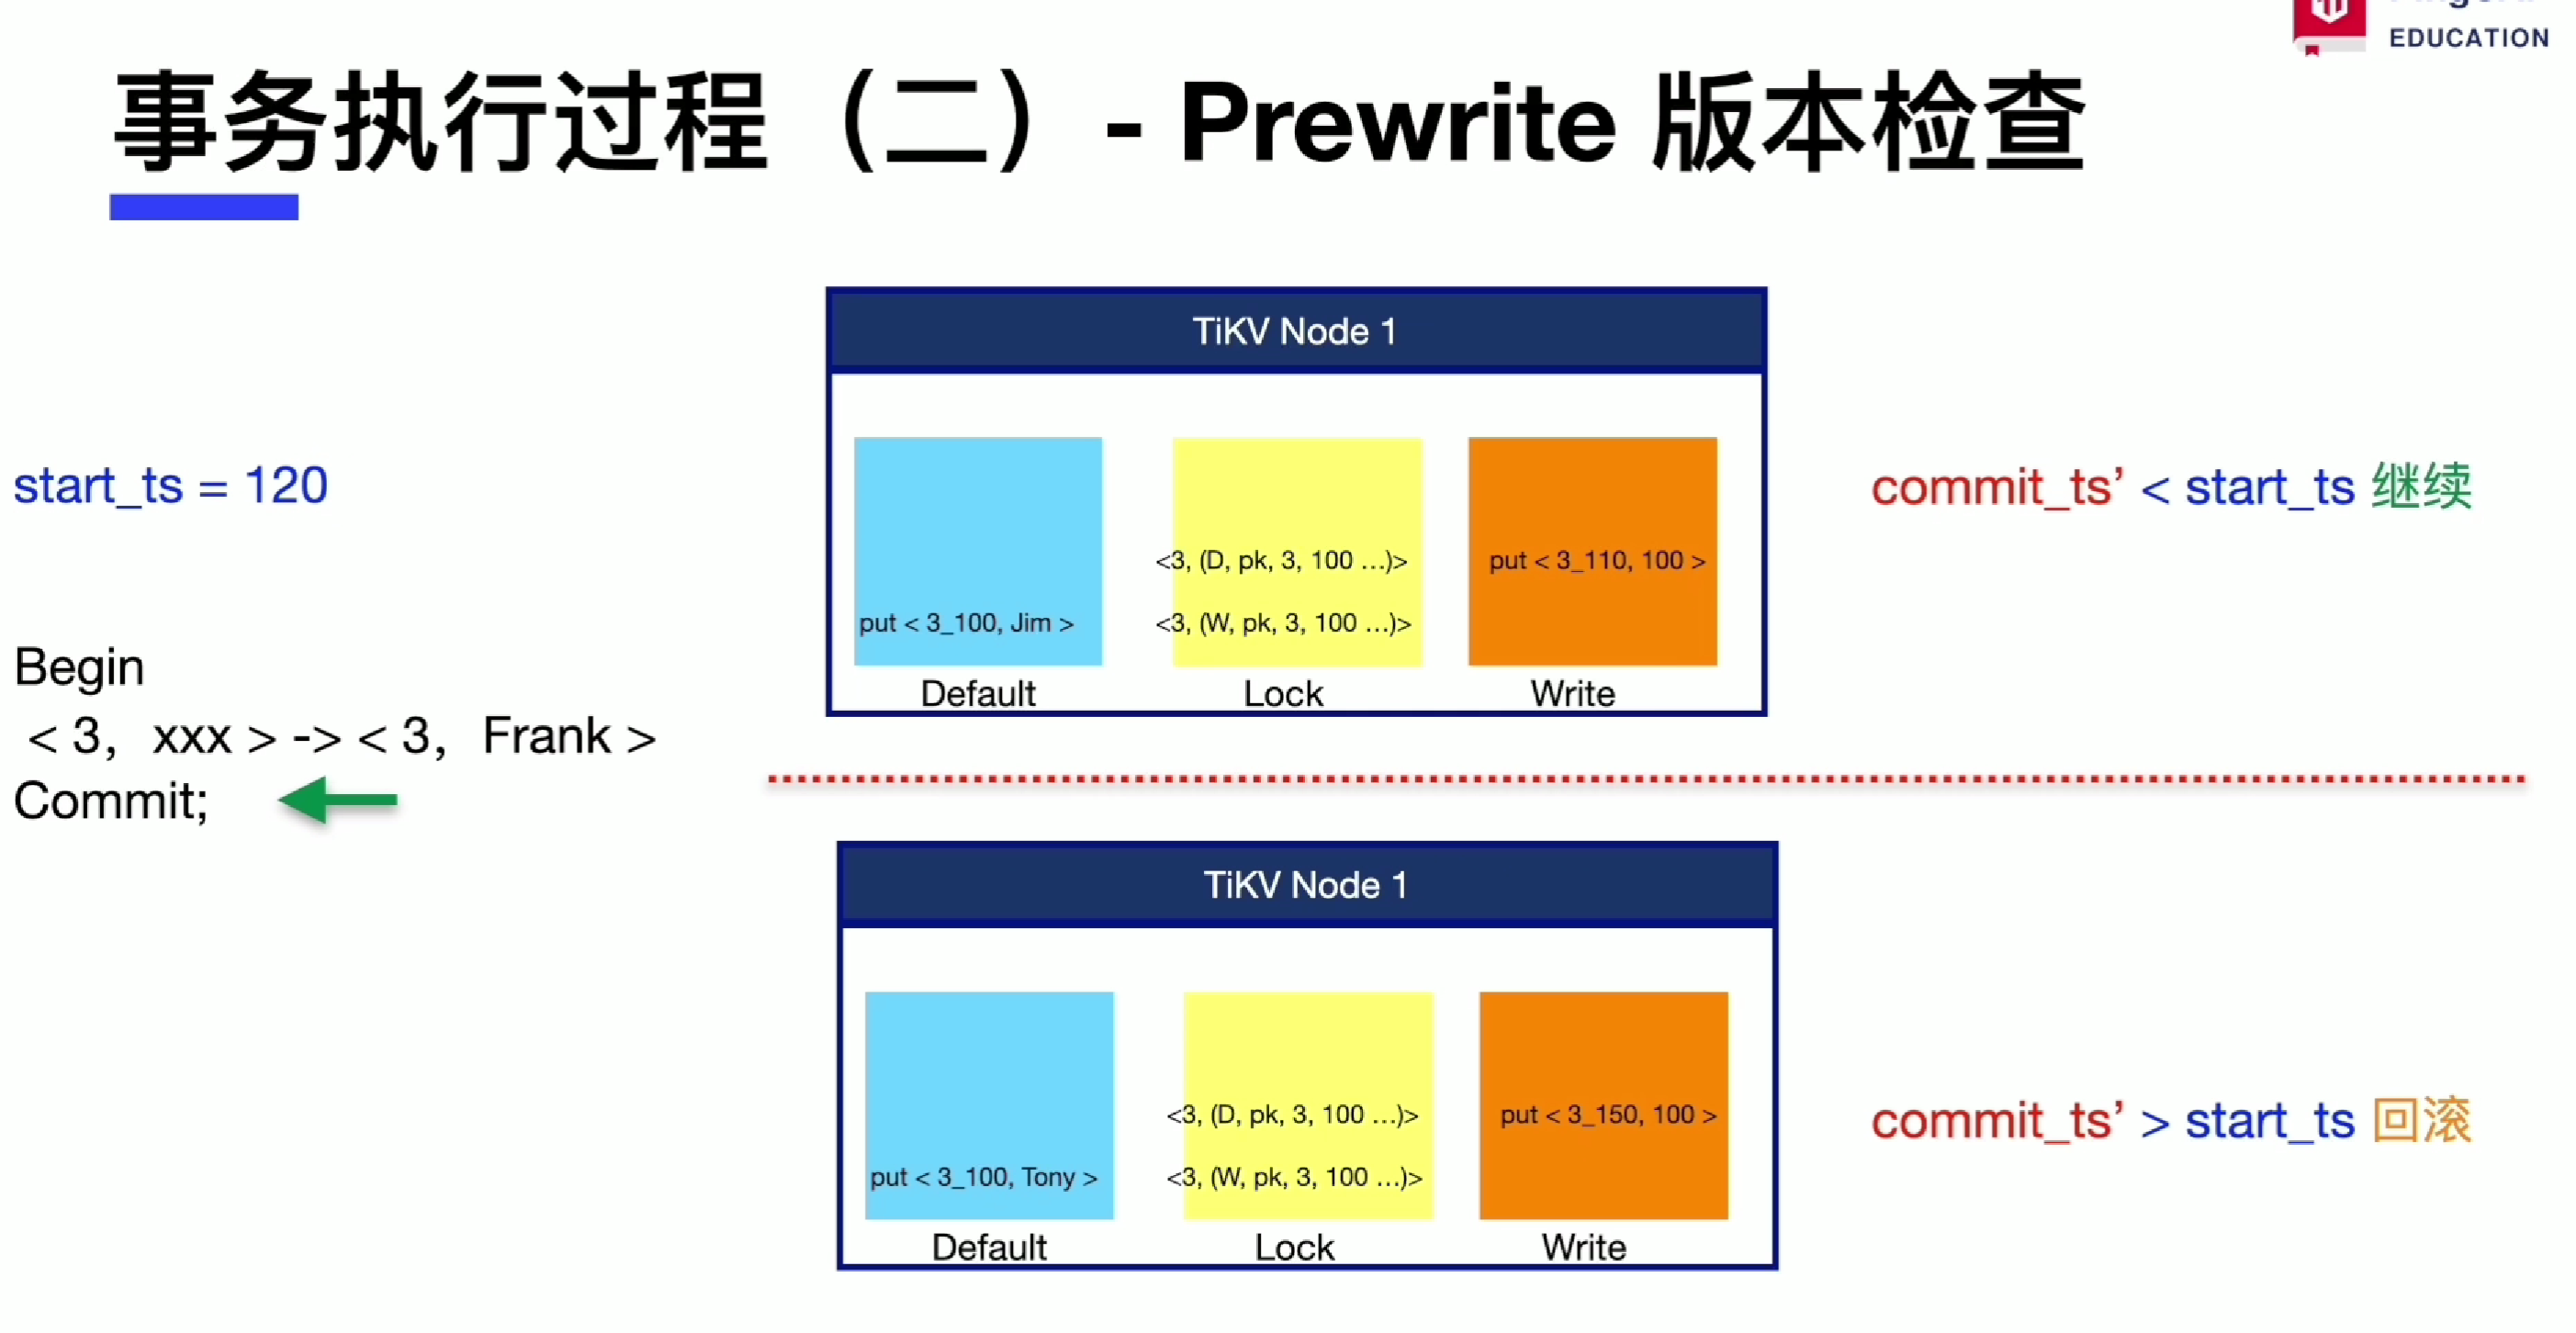 EDUCATION
事务执行过程（二）- Prewrite 版本检查
start_ts = 120
Begin
< 3，xxx > -> < 3，Frank >
Commit;
TiKV Node 1
put < 3_100, Jim >
Default
<3, (D, pk, 3, 100 ...)>
<3, (W, pk, 3, 100 ...)>
Lock
put < 3_110, 100 >
Write
commit_ts’ < start_ts 继续
TiKV Node 1
put < 3_100, Tony >
Default
<3, (D, pk, 3, 100 ...)>
<3, (W, pk, 3, 100 ...)>
Lock
put < 3_150, 100 >
Write
commit_ts’ > start_ts 回滚